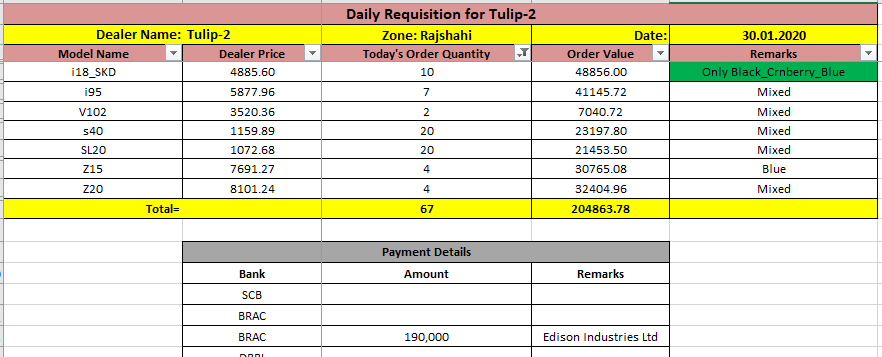 Daily Requisition for Tulip-2
Dealer Name: Tulip-2 Zone: Rajshahi Date: 30.01.2020
Model Name Dealer Price Today's Order Quantity Order Value Remarks
i18_SKD 4885.60 10 48856.00 Only Black_Crnberry_Blue
i95 5877.96 7 41145.72 Mixed
V102 3520.36 2 7040.72 Mixed
s40 1159.89 20 23197.80 Mixed
SL20 1072.68 20 21453.50 Mixed
Z15 7691.27 4 30765.08 Blue
Z20 8101.24 4 32404.96 Mixed
Total= 67 204863.78
Payment Details
Bank Amount Remarks
SCB
BRAC
BRAC 190,000 Edison Industries Ltd